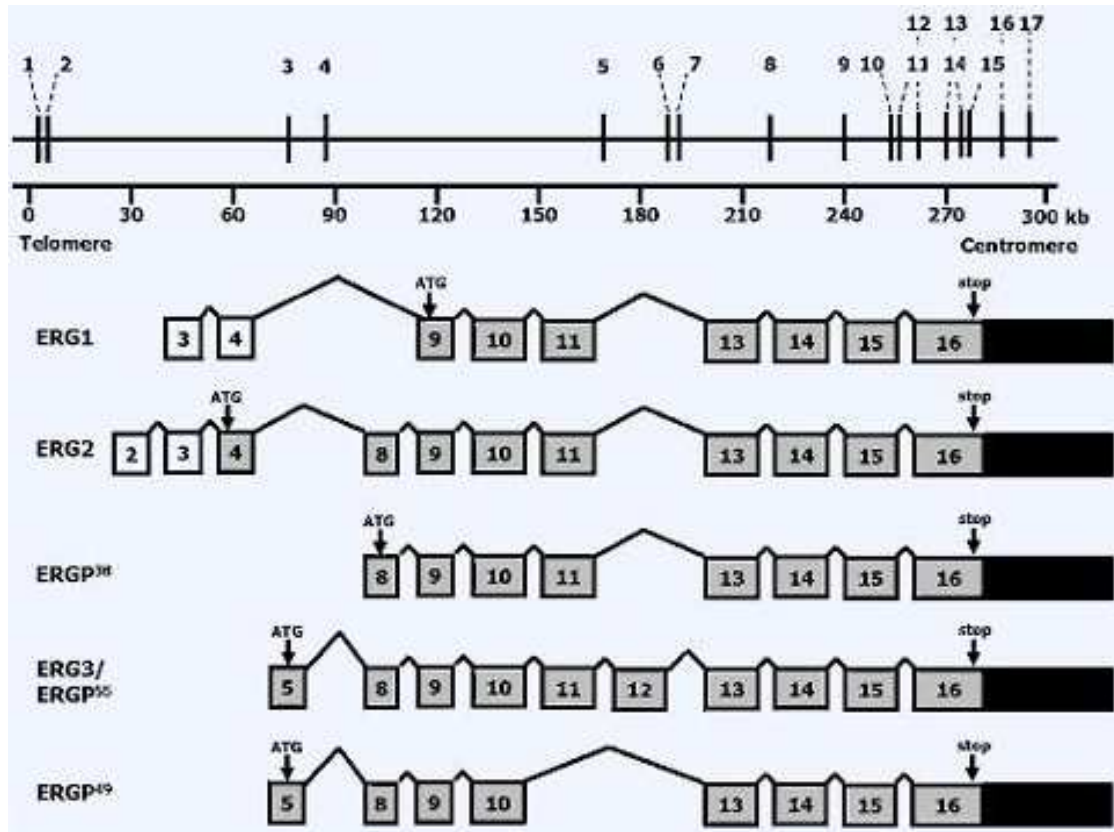 12 13 16 17
1 2 3 4 5 6 7 8 9 10 11 14 15
0 30 60 90 120 150 180 210 240 270 300 kb
Telomere Centromere
ATG stop
ERG1 3 4 9 10 11 13 14 15 16
ATG stop
ERG2 2 3 4 8 9 10 11 13 14 15 16
ATG stop
ERGP³⁸ 8 9 10 11 13 14 15 16
ATG stop
ERG3/
ERGP⁵⁵ 5 8 9 10 11 12 13 14 15 16
ATG stop
ERGP⁴⁹ 5 8 9 10 13 14 15 16